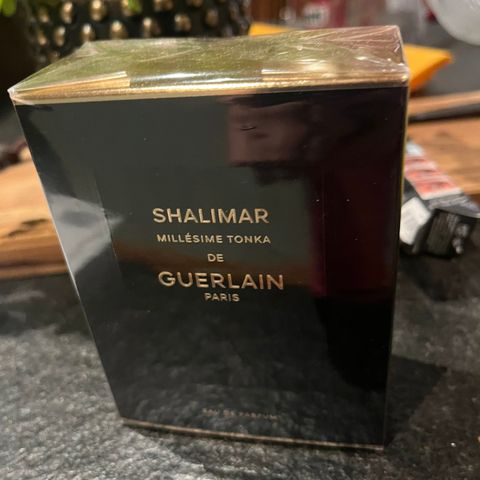 SHALIMAR
MILLÉSIME TONKA
DE
GUERLAIN
PARIS
EAU DE PARFUM